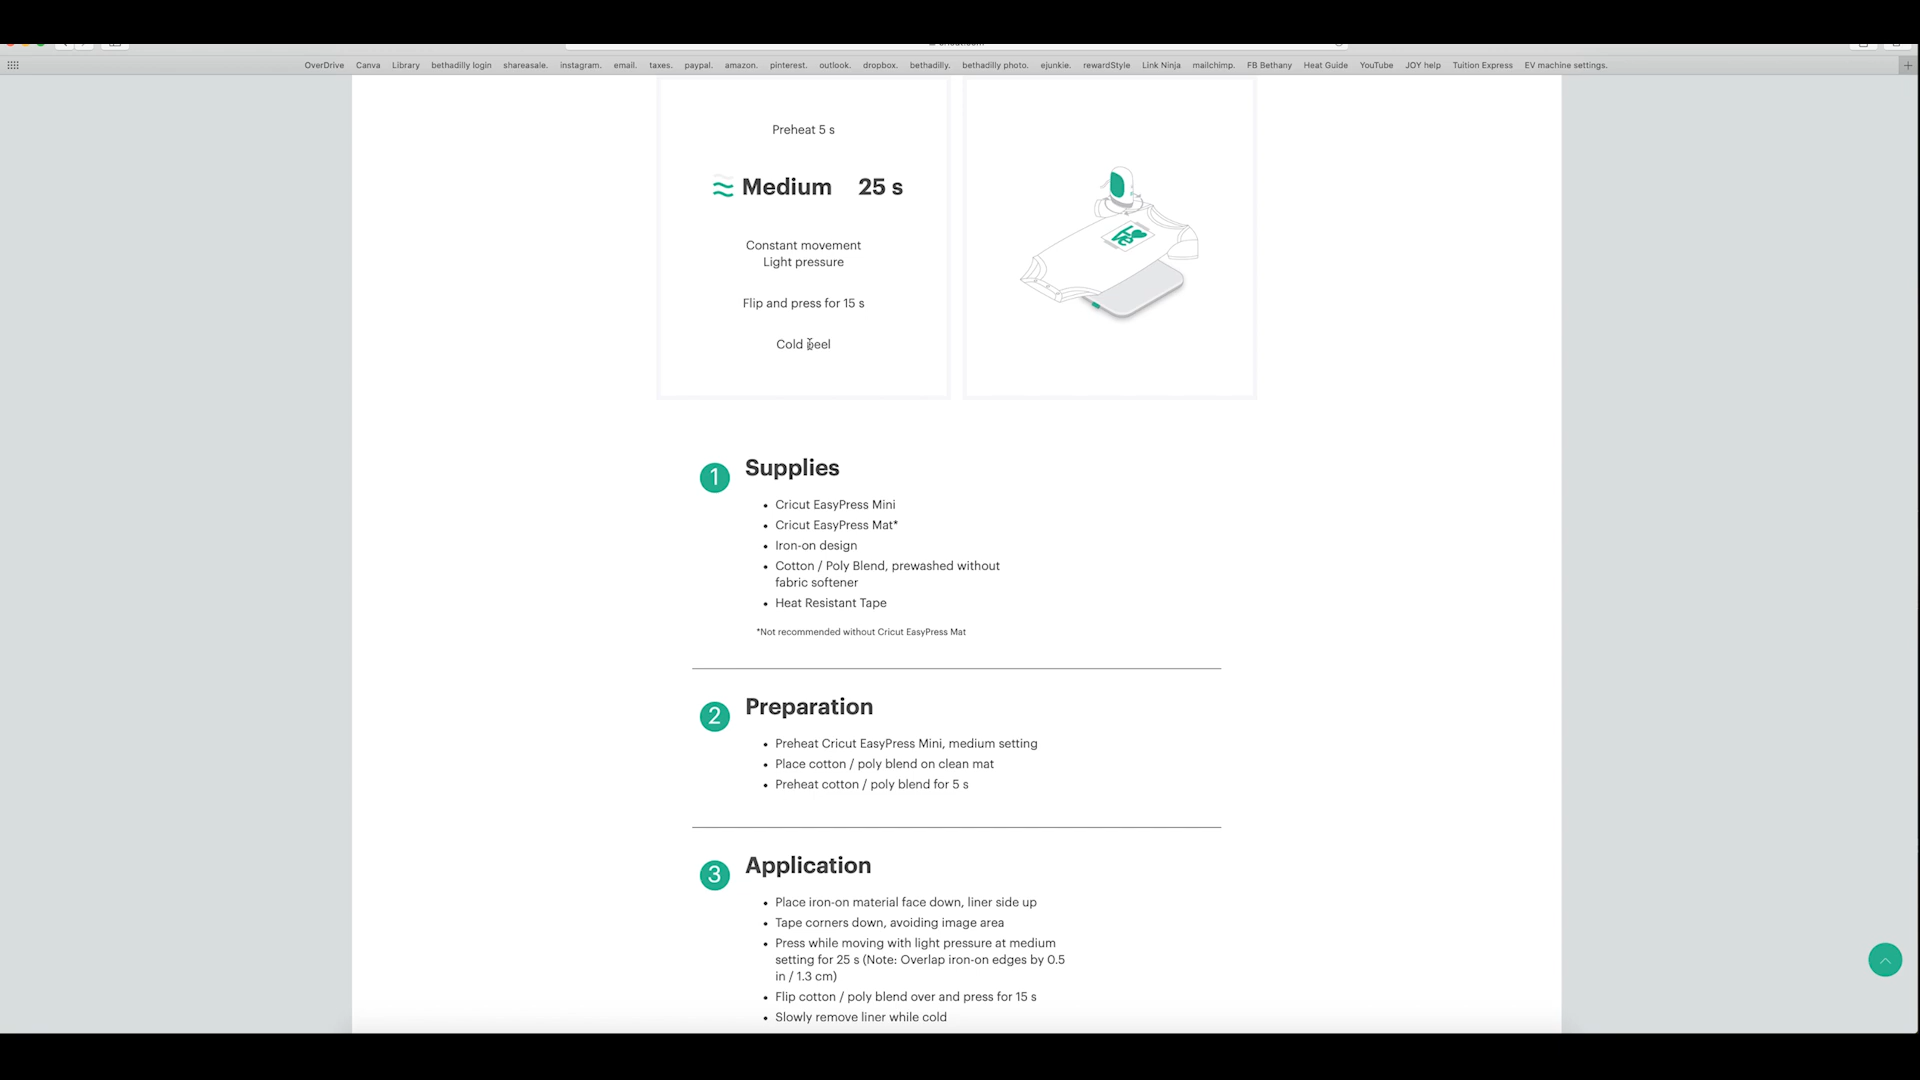 OverDrive Canva Library bethadilly login shareasale. instagram. email. taxes. paypal. amazon. pinterest. outlook. dropbox. bethadilly. bethadilly photo. ejunkie. rewardStyle Link Ninja mailchimp. FB Bethany Heat Guide YouTube JOY help Tuition Express EV machine settings.
Preheat 5 s
Medium 25 s
Constant movement
Light pressure
Flip and press for 15 s
Cold peel
LOVE
1 Supplies
• Cricut EasyPress Mini
• Cricut EasyPress Mat*
• Iron-on design
• Cotton / Poly Blend, prewashed without
fabric softener
• Heat Resistant Tape
*Not recommended without Cricut EasyPress Mat
2 Preparation
• Preheat Cricut EasyPress Mini, medium setting
• Place cotton / poly blend on clean mat
• Preheat cotton / poly blend for 5 s
3 Application
• Place iron-on material face down, liner side up
• Tape corners down, avoiding image area
• Press while moving with light pressure at medium
setting for 25 s (Note: Overlap iron-on edges by 0.5
in / 1.3 cm)
• Flip cotton / poly blend over and press for 15 s
• Slowly remove liner while cold